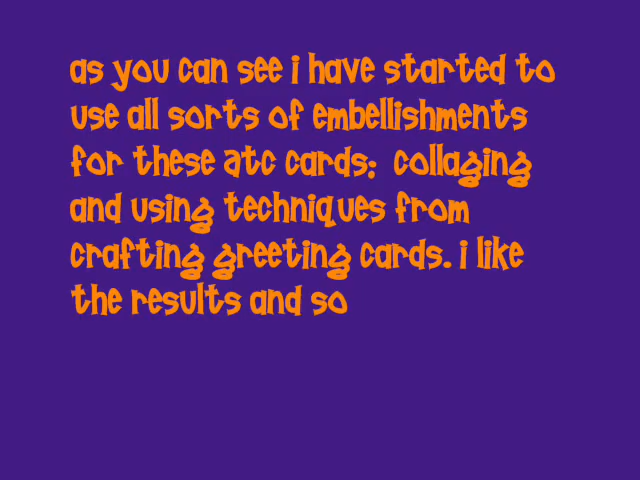 as you can see i have started to
use all sorts of embellishments
for these atc cards: collaging
and using techniques from
crafting greeting cards. i like
the results and so